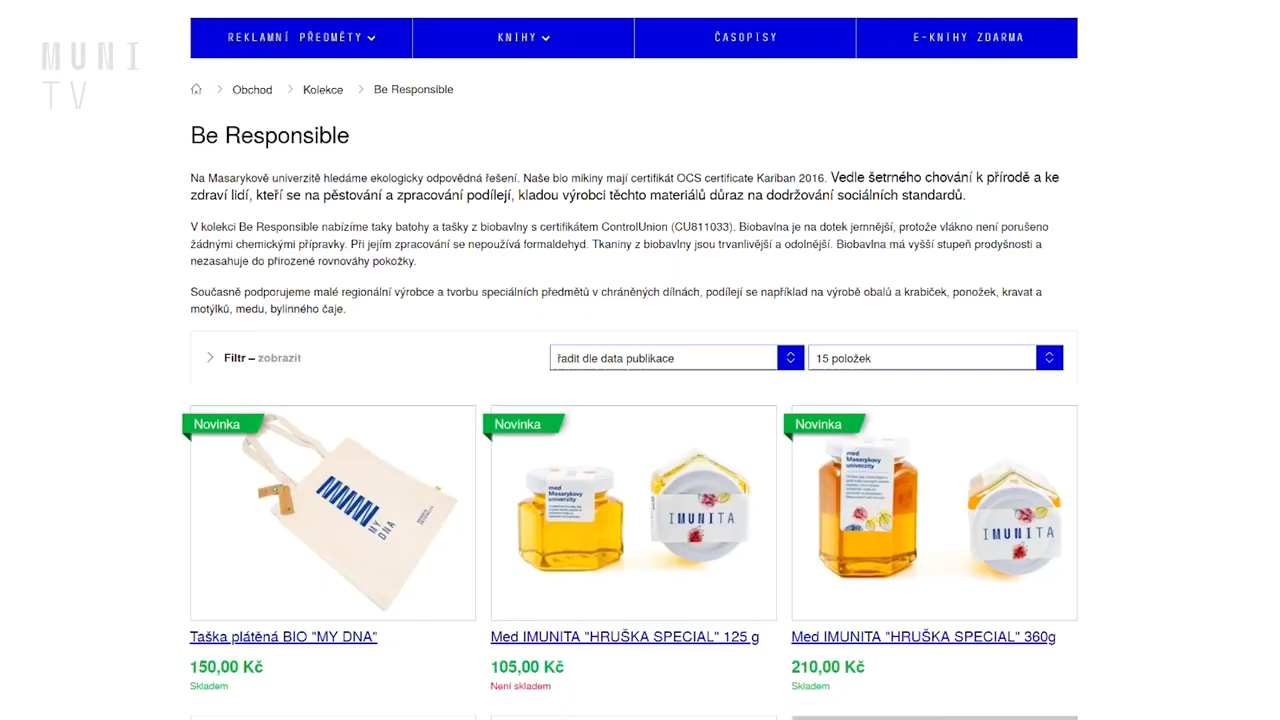 MUNI
TV
REKLAMNÍ PŘEDMĚTY
KNIHY
ČASOPISY
E-KNIHY ZDARMA
Obchod
Kolekce
Be Responsible
Be Responsible
Na Masarykově univerzitě hledáme ekologicky odpovědná řešení. Naše bio mikiny mají certifikát OCS certificate Kariban 2016. Vedle šetrného chování k přírodě a ke
zdraví lidí, kteří se na pěstování a zpracování podílejí, kladou výrobci těchto materiálů důraz na dodržování sociálních standardů.
V kolekci Be Responsible nabízíme taky batohy a tašky z biobavlny s certifikátem ControlUnion (CU811033). Biobavlna je na dotek jemnější, protože vlákno není porušeno
žádnými chemickými přípravky. Při jejím zpracování se nepoužívá formaldehyd. Tkaniny z biobavlny jsou trvanlivější a odolnější. Biobavlna má vyšší stupeň prodyšnosti a
nezasahuje do přirozené rovnováhy pokožky.
Současně podporujeme malé regionální výrobce a tvorbu speciálních předmětů v chráněných dílnách, podílejí se například na výrobě obalů a krabiček, ponožek, kravat a
motýlků, medu, bylinného čaje.
Filtr – zobrazit
řadit dle data publikace
15 položek
Novinka
Novinka
Novinka
MY
DNA
med
Masarykovy
univerzity
IMUNITA
med
Masarykovy
univerzity
IMUNITA
Taška plátěná BIO "MY DNA"
Med IMUNITA "HRUŠKA SPECIAL" 125 g
Med IMUNITA "HRUŠKA SPECIAL" 360g
150,00 Kč
105,00 Kč
210,00 Kč
Skladem
Není skladem
Skladem